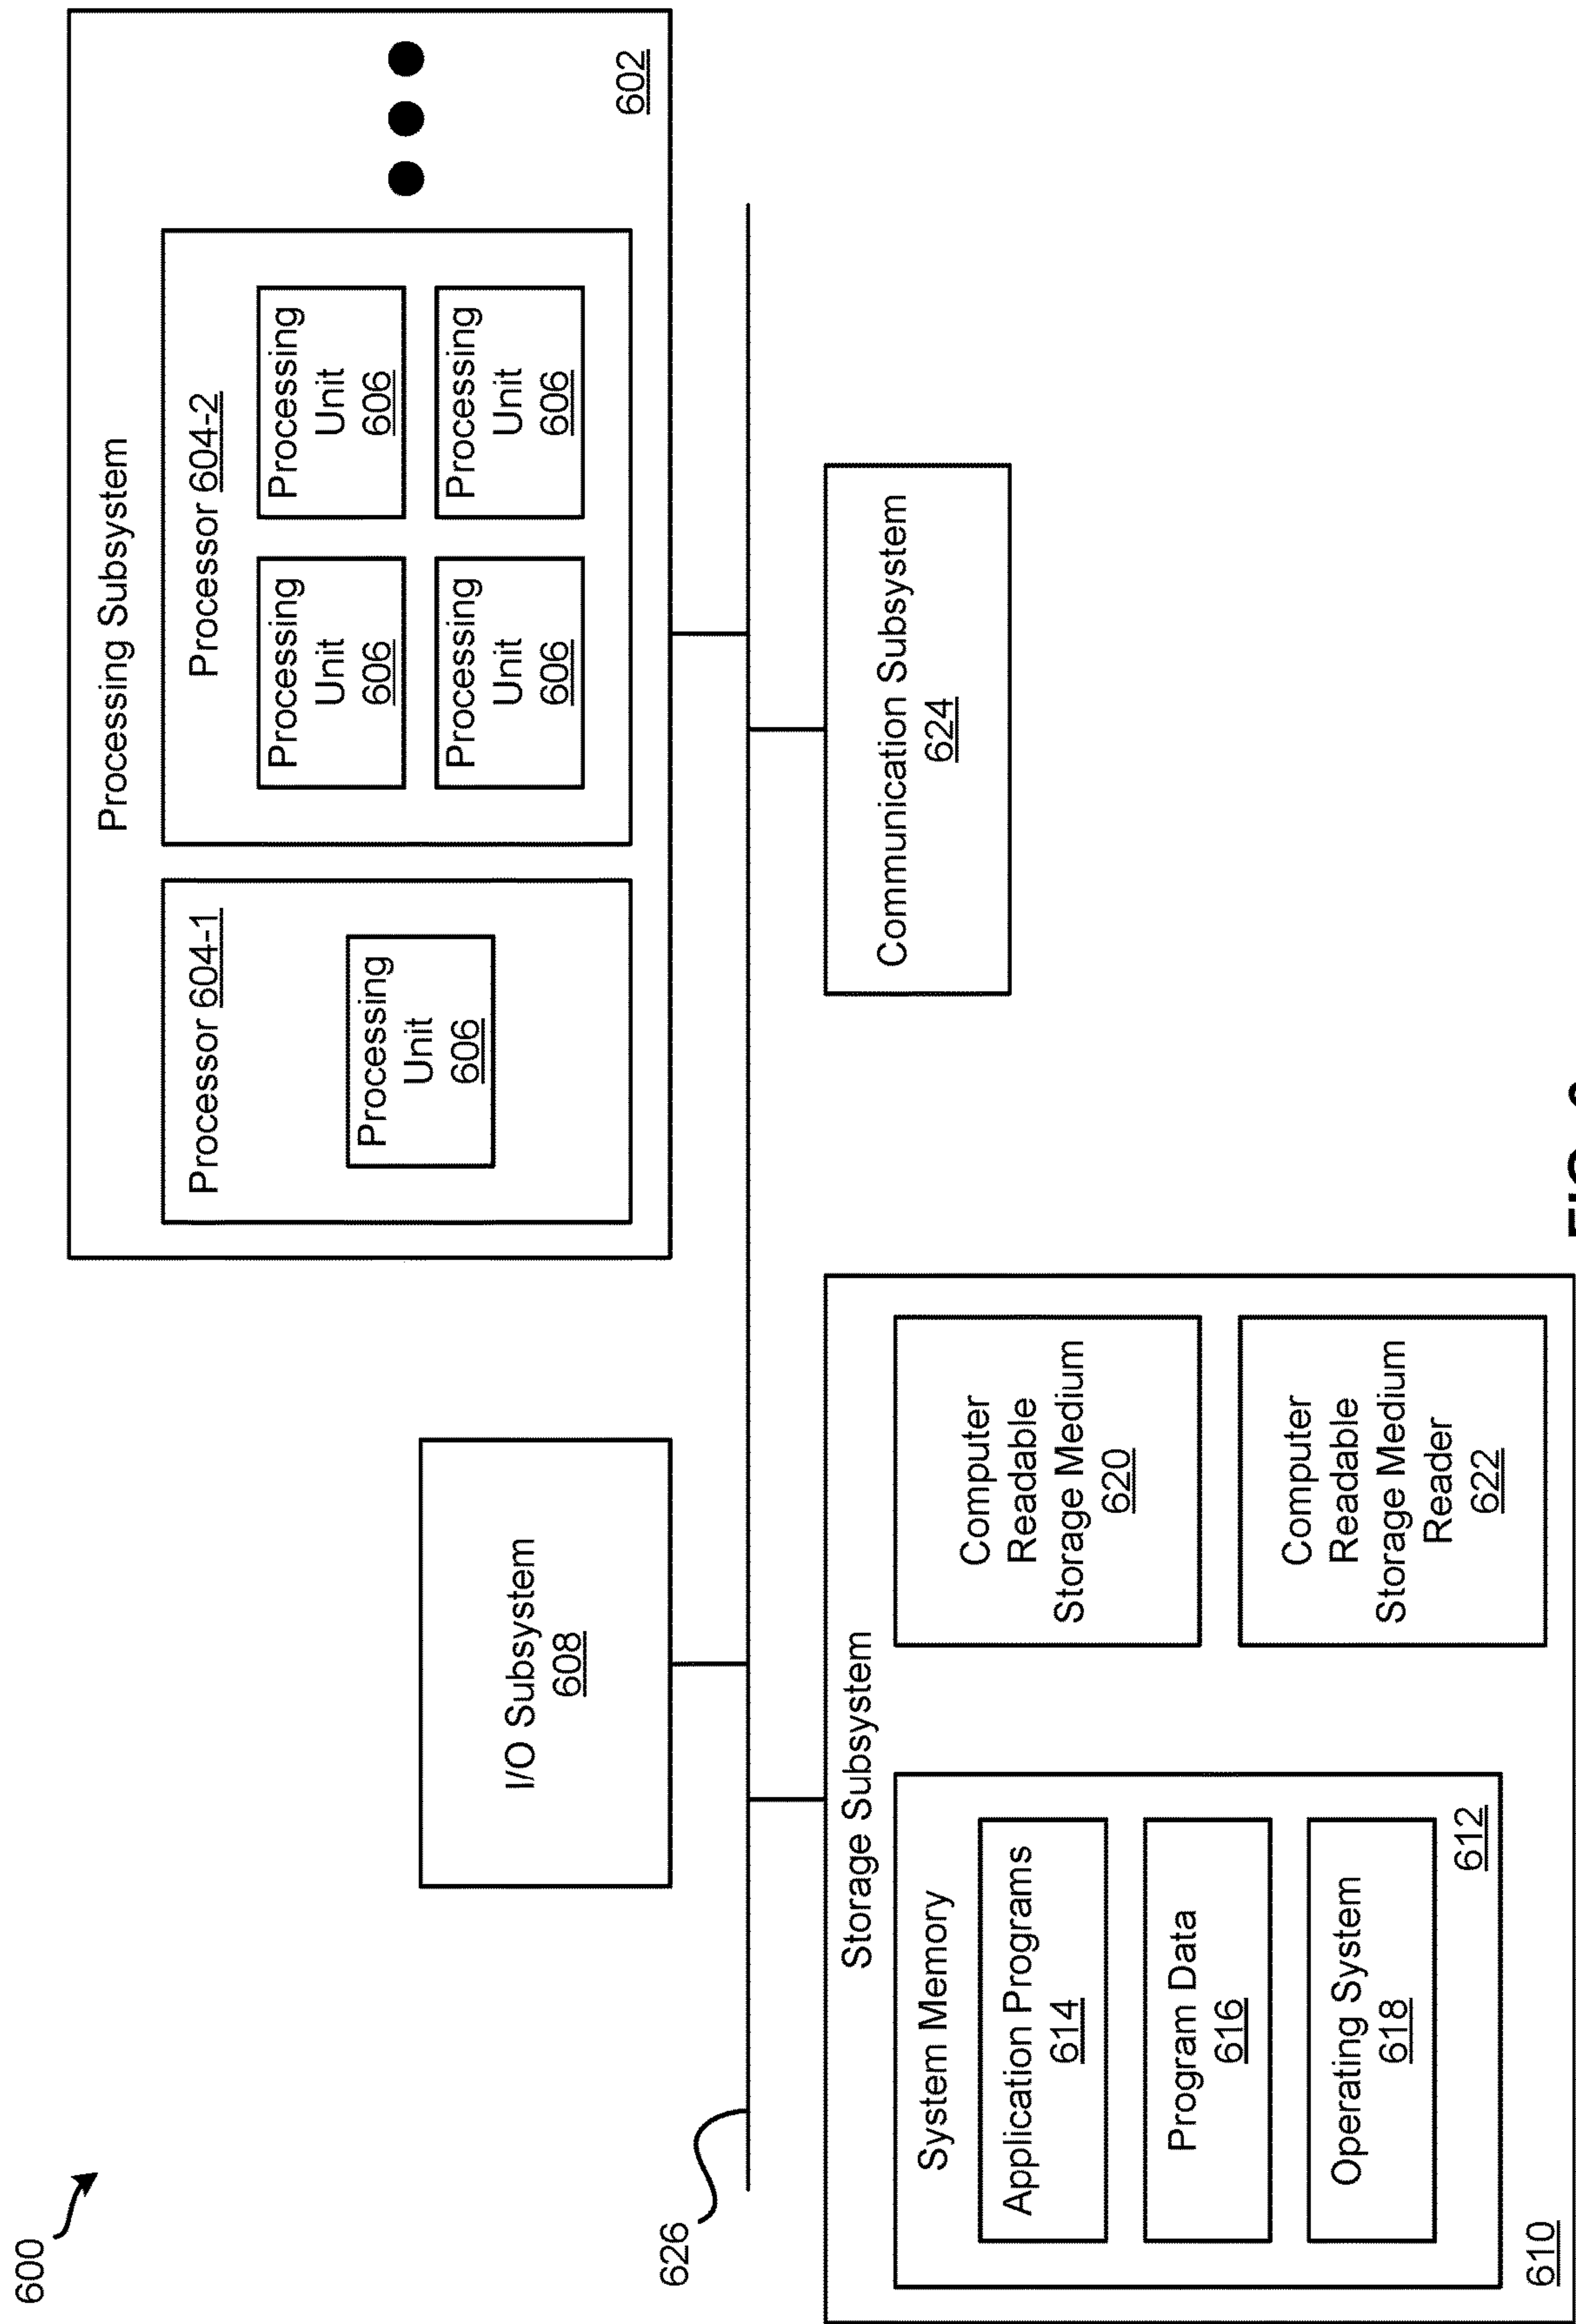 600
Processing Subsystem
Processor 604-1
Processing
Unit
606
Processor 604-2
Processing
Unit
606
Processing
Unit
606
Processing
Unit
606
Processing
Unit
606
602
I/O Subsystem
608
626
Communication Subsystem
624
Storage Subsystem
System Memory
Application Programs
614
Program Data
616
Operating System
618
612
Computer
Readable
Storage Medium
620
Computer
Readable
Storage Medium
Reader
622
610
FIG.